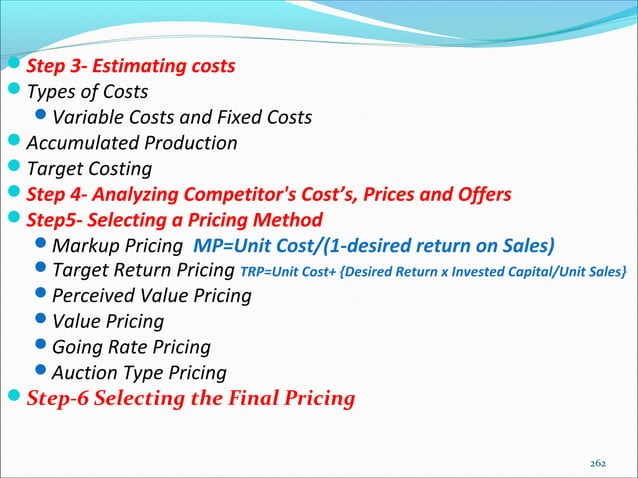 Step 3- Estimating costs
Types of Costs
Variable Costs and Fixed Costs
Accumulated Production
Target Costing
Step 4- Analyzing Competitor's Cost’s, Prices and Offers
Step5- Selecting a Pricing Method
Markup Pricing MP=Unit Cost/(1-desired return on Sales)
Target Return Pricing TRP=Unit Cost+ {Desired Return x Invested Capital/Unit Sales}
Perceived Value Pricing
Value Pricing
Going Rate Pricing
Auction Type Pricing
Step-6 Selecting the Final Pricing
262